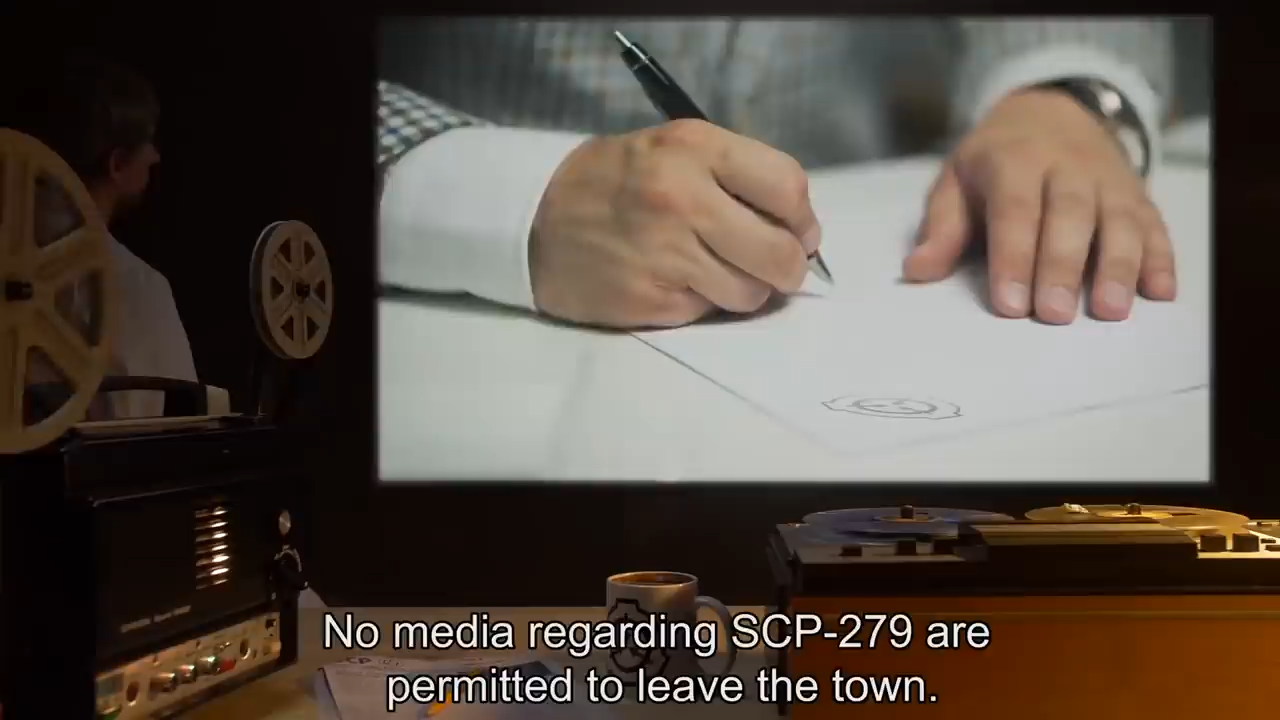 No media regarding SCP-279 are
permitted to leave the town.